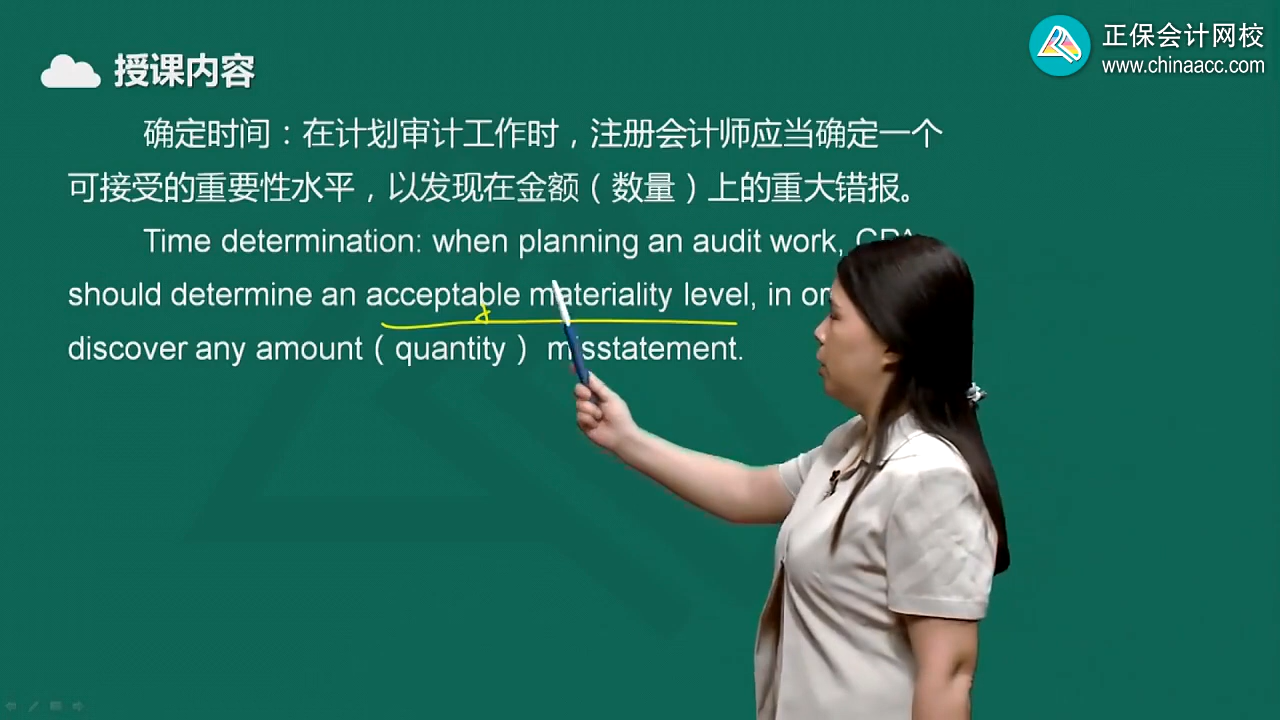 正保会计网校
www.chinaacc.com
授课内容
确定时间：在计划审计工作时，注册会计师应当确定一个
可接受的重要性水平，以发现在金额（数量）上的重大错报。
Time determination: when planning an audit work, CPA
should determine an acceptable materiality level, in
discover any amount（quantity） misstatement.